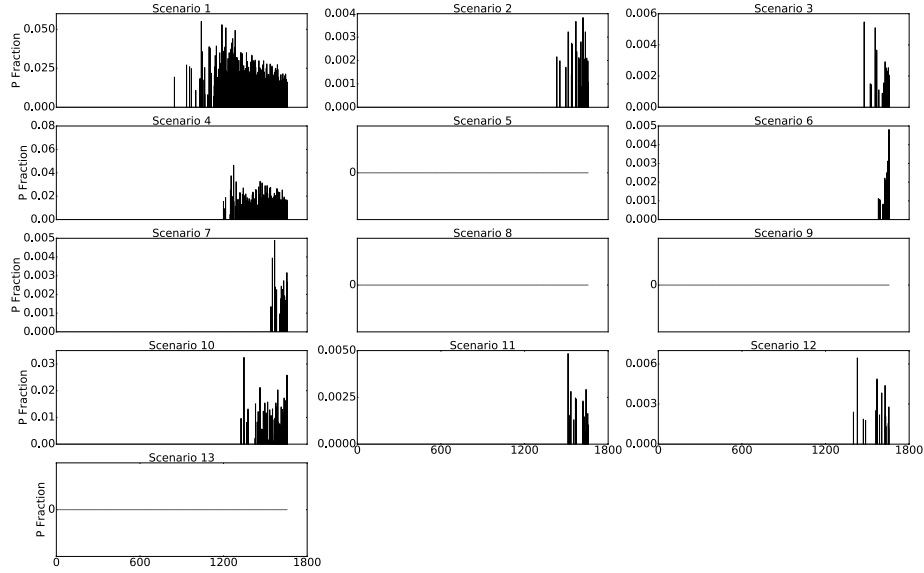 Scenario 1
Scenario 2
Scenario 3
P Fraction
0.050
0.025
0.000
0.004
0.003
0.002
0.001
0.000
0.006
0.004
0.002
0.000
Scenario 4
Scenario 5
Scenario 6
P Fraction
0.08
0.06
0.04
0.02
0.00
0
0.005
0.004
0.003
0.002
0.001
0.000
Scenario 7
Scenario 8
Scenario 9
P Fraction
0.005
0.004
0.003
0.002
0.001
0.000
0
0
Scenario 10
Scenario 11
Scenario 12
P Fraction
0.03
0.02
0.01
0.00
0.0050
0.0025
0.0000
0.006
0.003
0.000
0 600 1200 1800
0 600 1200 1800
Scenario 13
P Fraction
0
0 600 1200 1800